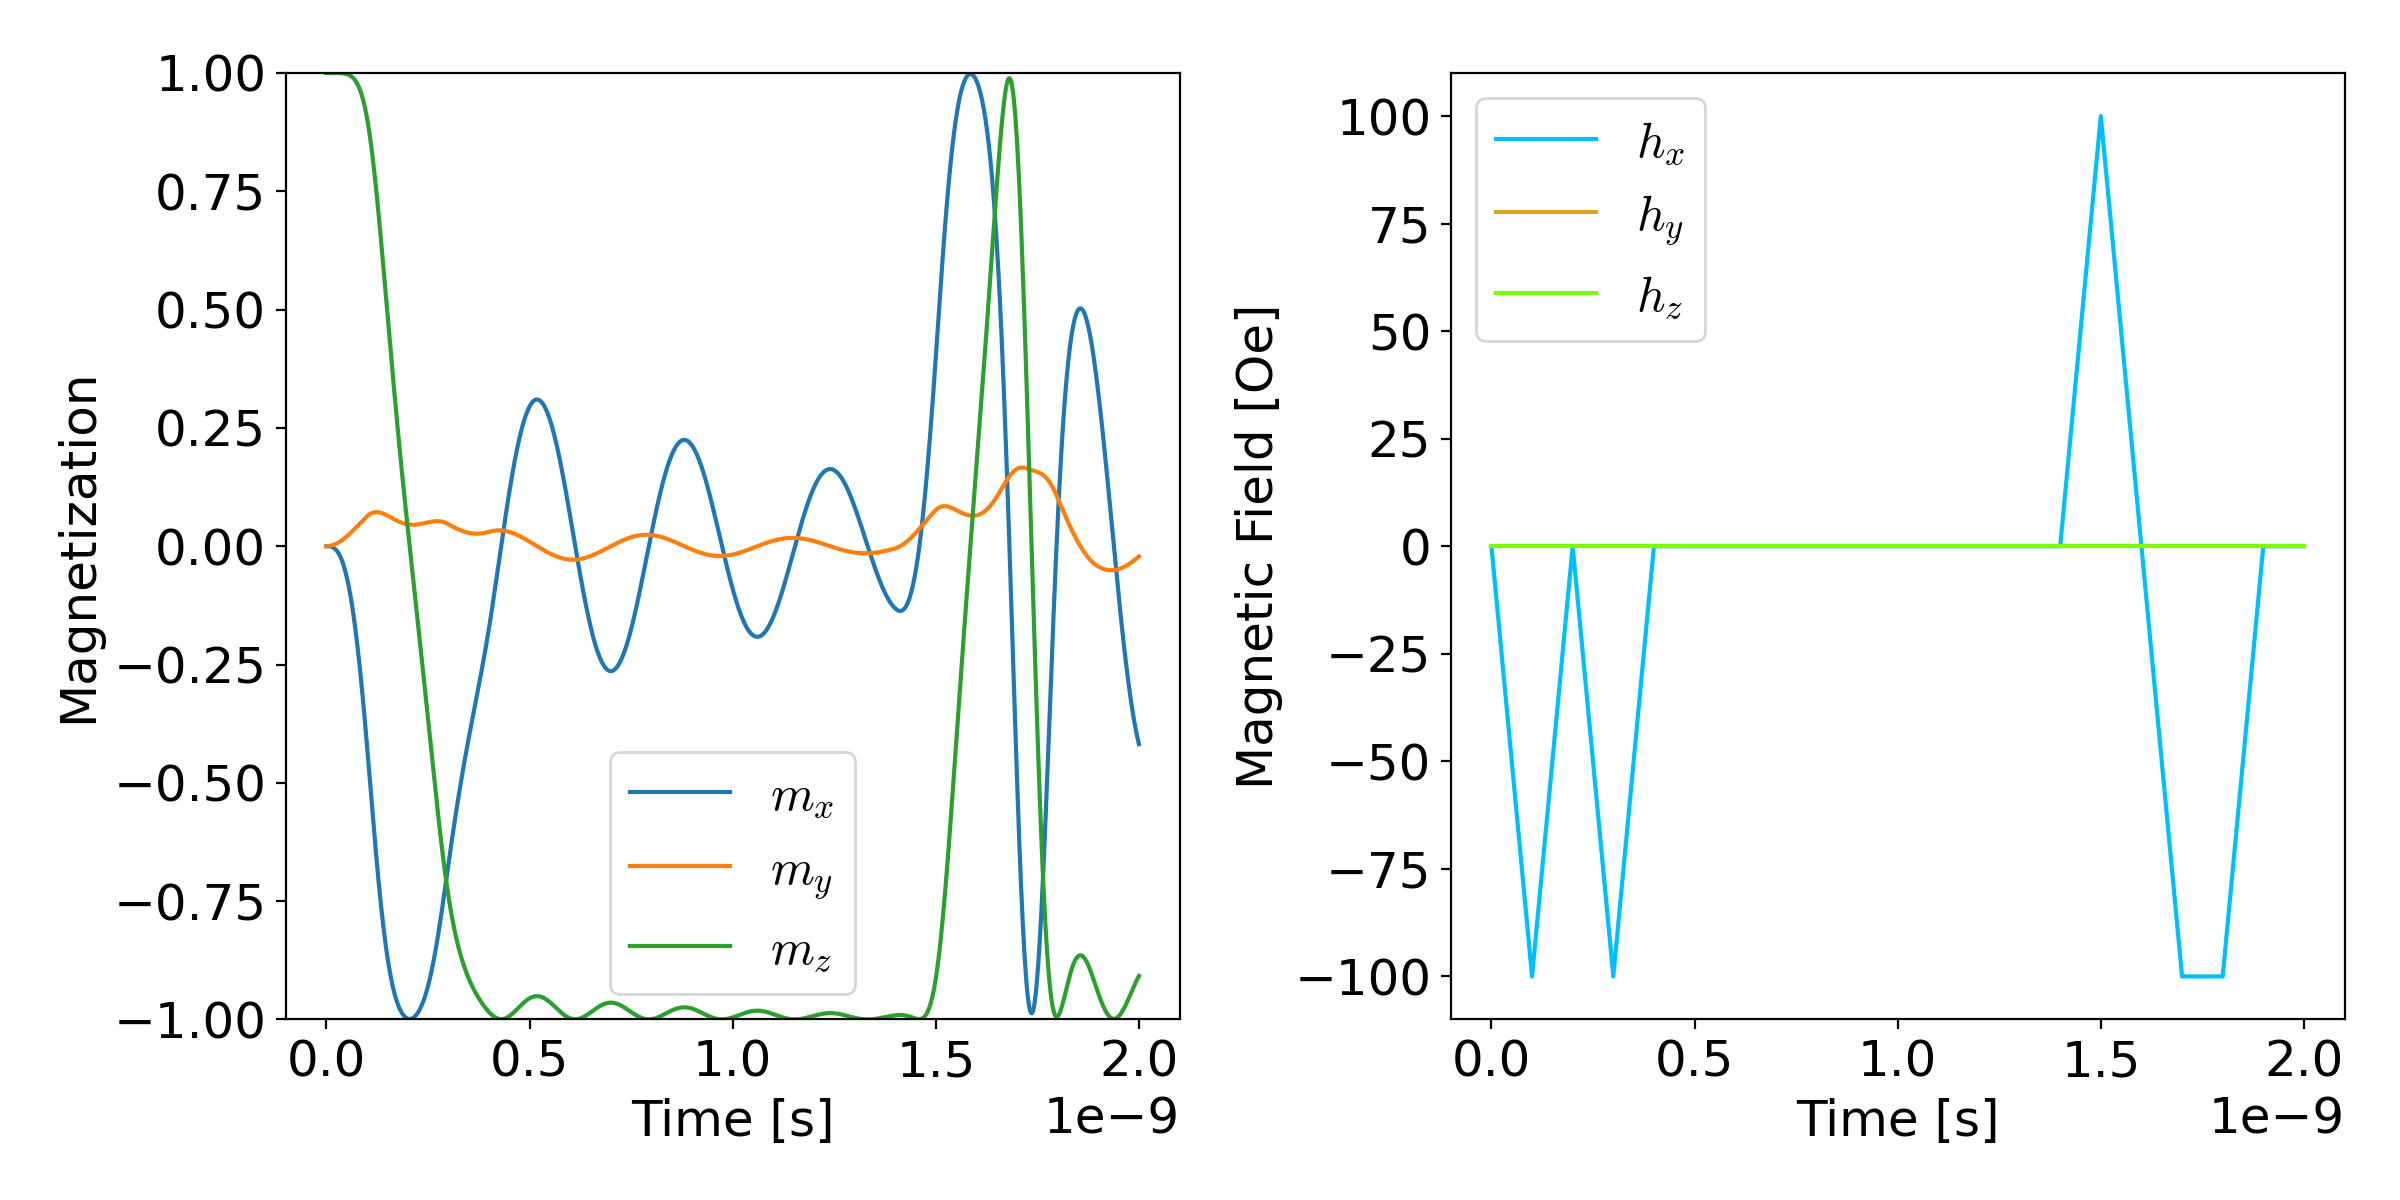 Magnetization
1.00
0.75
0.50
0.25
0.00
−0.25
−0.50
−0.75
−1.00
0.0 0.5 1.0 1.5 2.0
Time [s]
1e−9
m_x
m_y
m_z
Magnetic Field [Oe]
100
75
50
25
0
−25
−50
−75
−100
0.0 0.5 1.0 1.5 2.0
Time [s]
1e−9
h_x
h_y
h_z